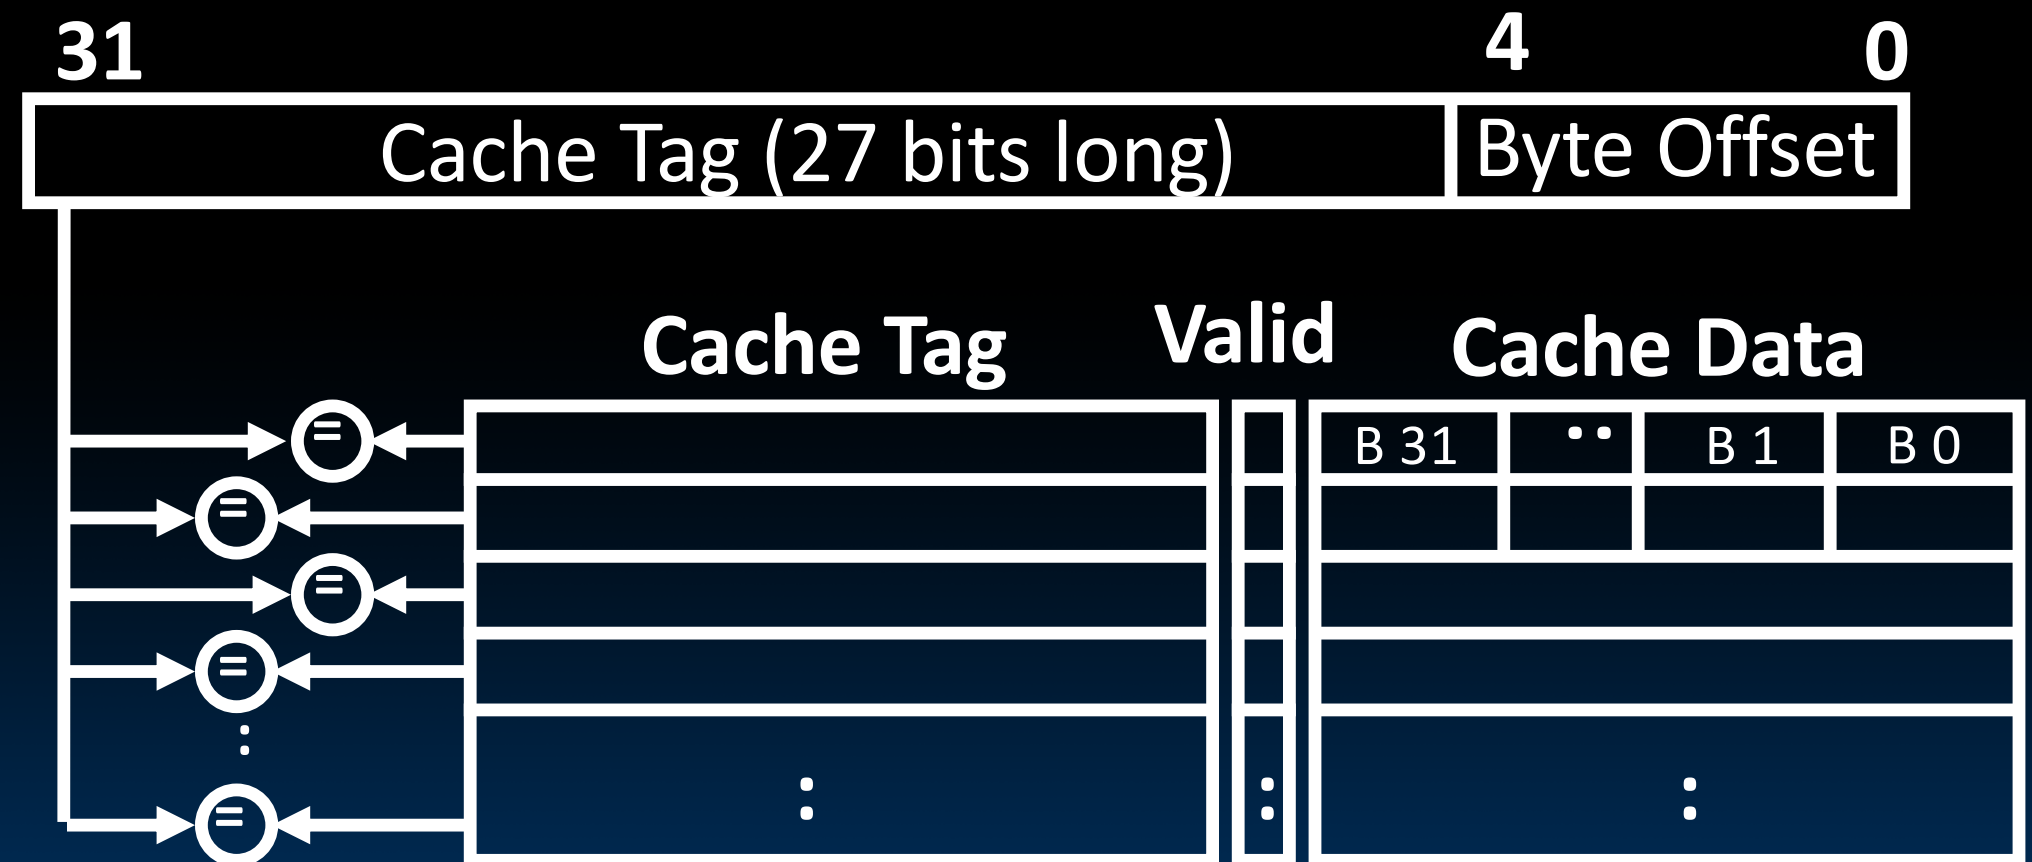 31 4 0
Cache Tag (27 bits long) Byte Offset
Cache Tag Valid Cache Data
= B 31 .. B 1 B 0
=
=
=
:
= : : :